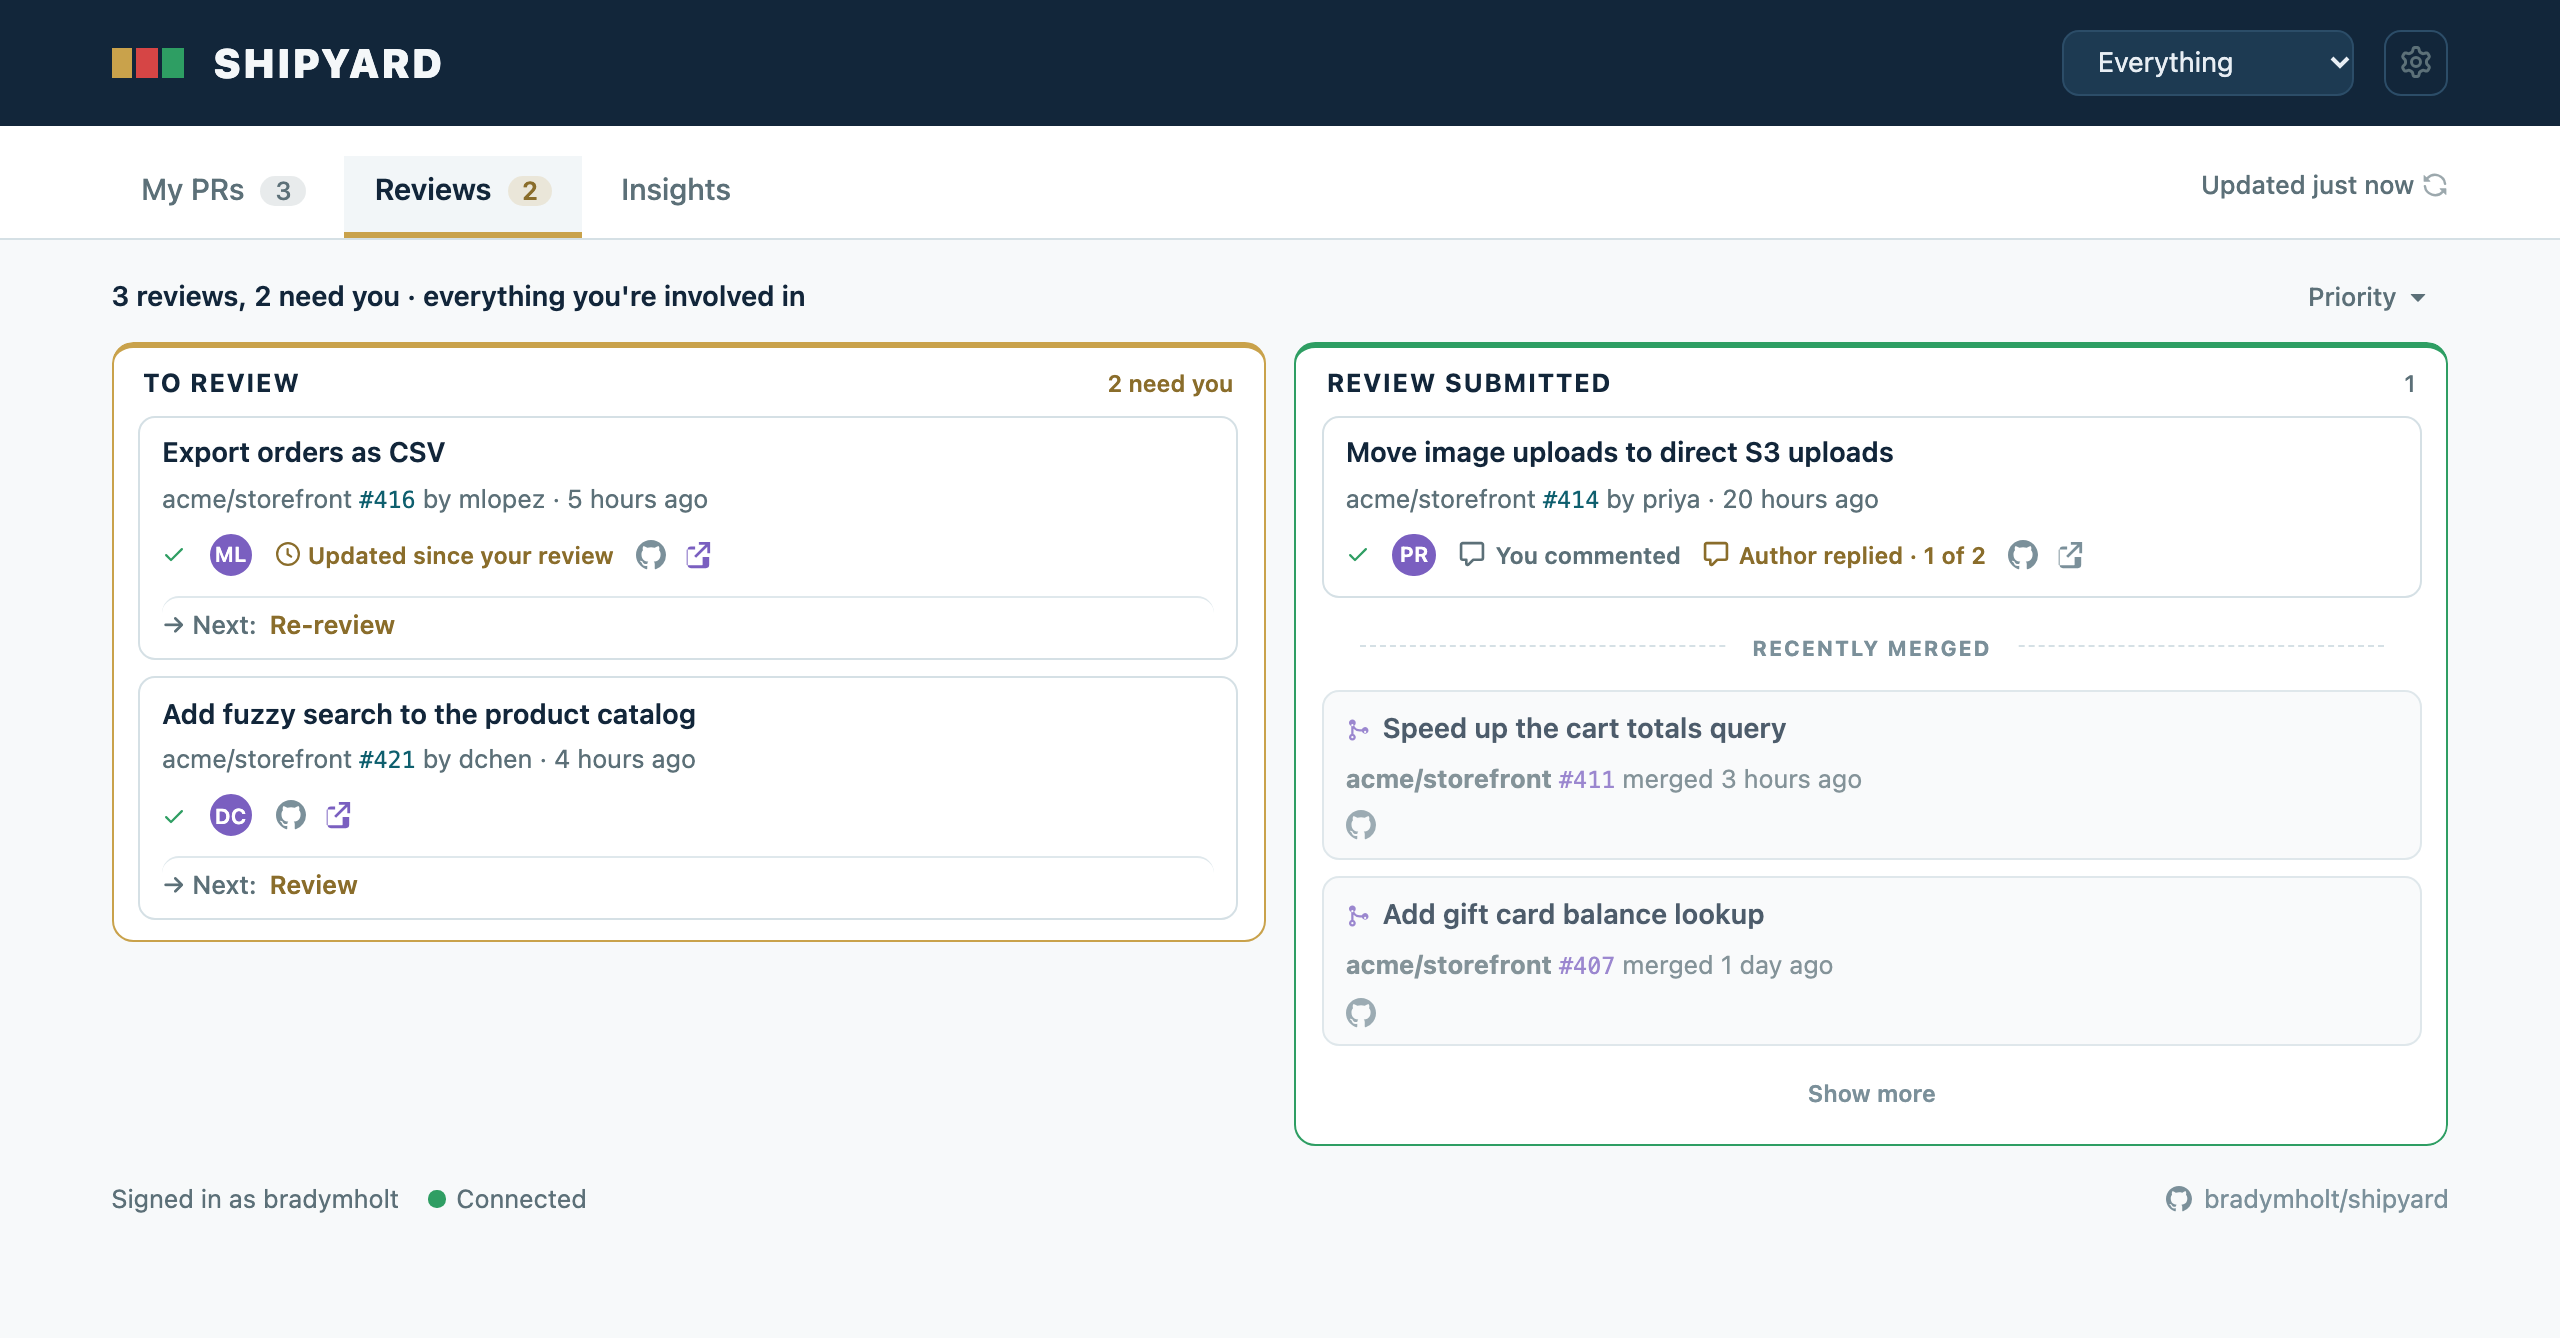 SHIPYARD
Everything
My PRs 3
Reviews 2
Insights
Updated just now
3 reviews, 2 need you · everything you're involved in
Priority
TO REVIEW
2 need you
Export orders as CSV
acme/storefront #416 by mlopez · 5 hours ago
ML Updated since your review
→ Next: Re-review
Add fuzzy search to the product catalog
acme/storefront #421 by dchen · 4 hours ago
DC
→ Next: Review
REVIEW SUBMITTED
1
Move image uploads to direct S3 uploads
acme/storefront #414 by priya · 20 hours ago
PR You commented Author replied · 1 of 2
RECENTLY MERGED
Speed up the cart totals query
acme/storefront #411 merged 3 hours ago
Add gift card balance lookup
acme/storefront #407 merged 1 day ago
Show more
Signed in as bradymholt Connected
bradymholt/shipyard